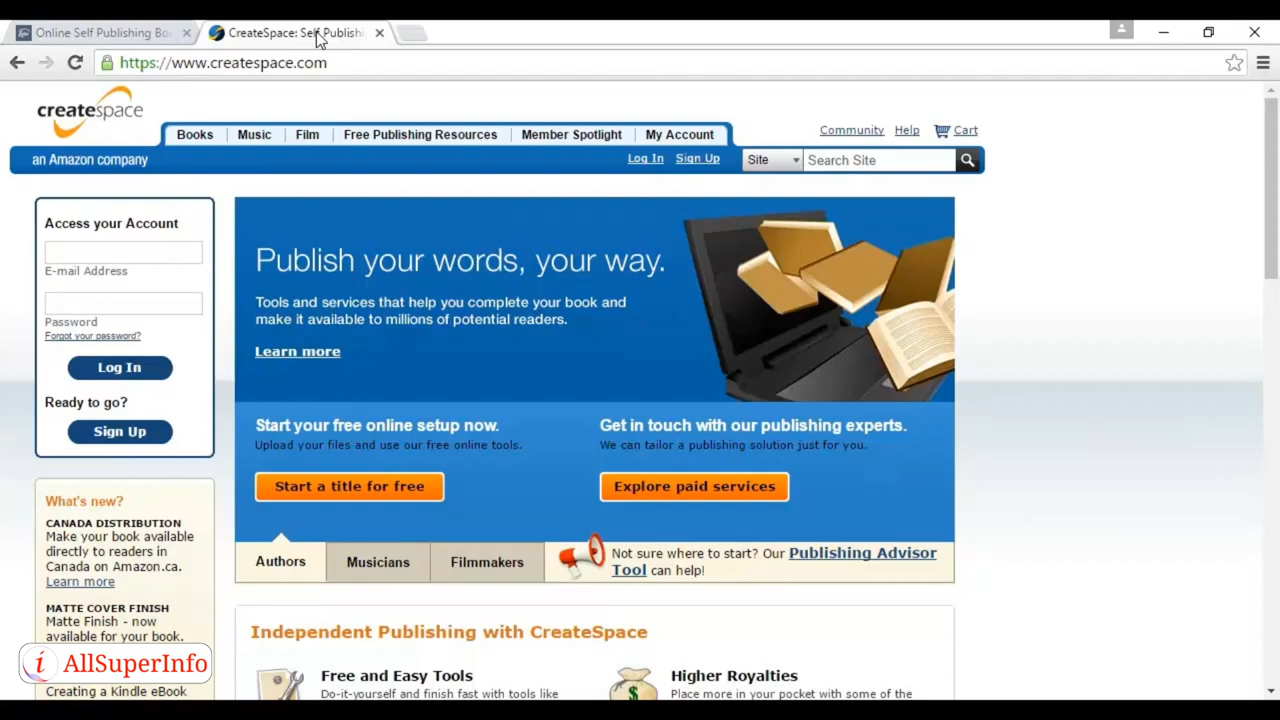 Online Self Publishing Bo
CreateSpace: Self Publish
https://www.createspace.com
createspace
Books
Music
Film
Free Publishing Resources
Member Spotlight
My Account
Community
Help
Cart
an Amazon company
Log In
Sign Up
Site
Search Site
Access your Account
E-mail Address
Password
Forgot your password?
Log In
Ready to go?
Sign Up
Publish your words, your way.
Tools and services that help you complete your book and
make it available to millions of potential readers.
Learn more
Start your free online setup now.
Upload your files and use our free online tools.
Start a title for free
Get in touch with our publishing experts.
We can tailor a publishing solution just for you.
Explore paid services
Authors
Musicians
Filmmakers
Not sure where to start? Our Publishing Advisor
Tool can help!
What's new?
CANADA DISTRIBUTION
Make your book available
directly to readers in
Canada on Amazon.ca.
Learn more
MATTE COVER FINISH
Matte Finish - now
available for your book.
Creating a Kindle eBook
i AllSuperInfo
Independent Publishing with CreateSpace
Free and Easy Tools
Do-it-yourself and finish fast with tools like
$
Higher Royalties
Place more in your pocket with some of the